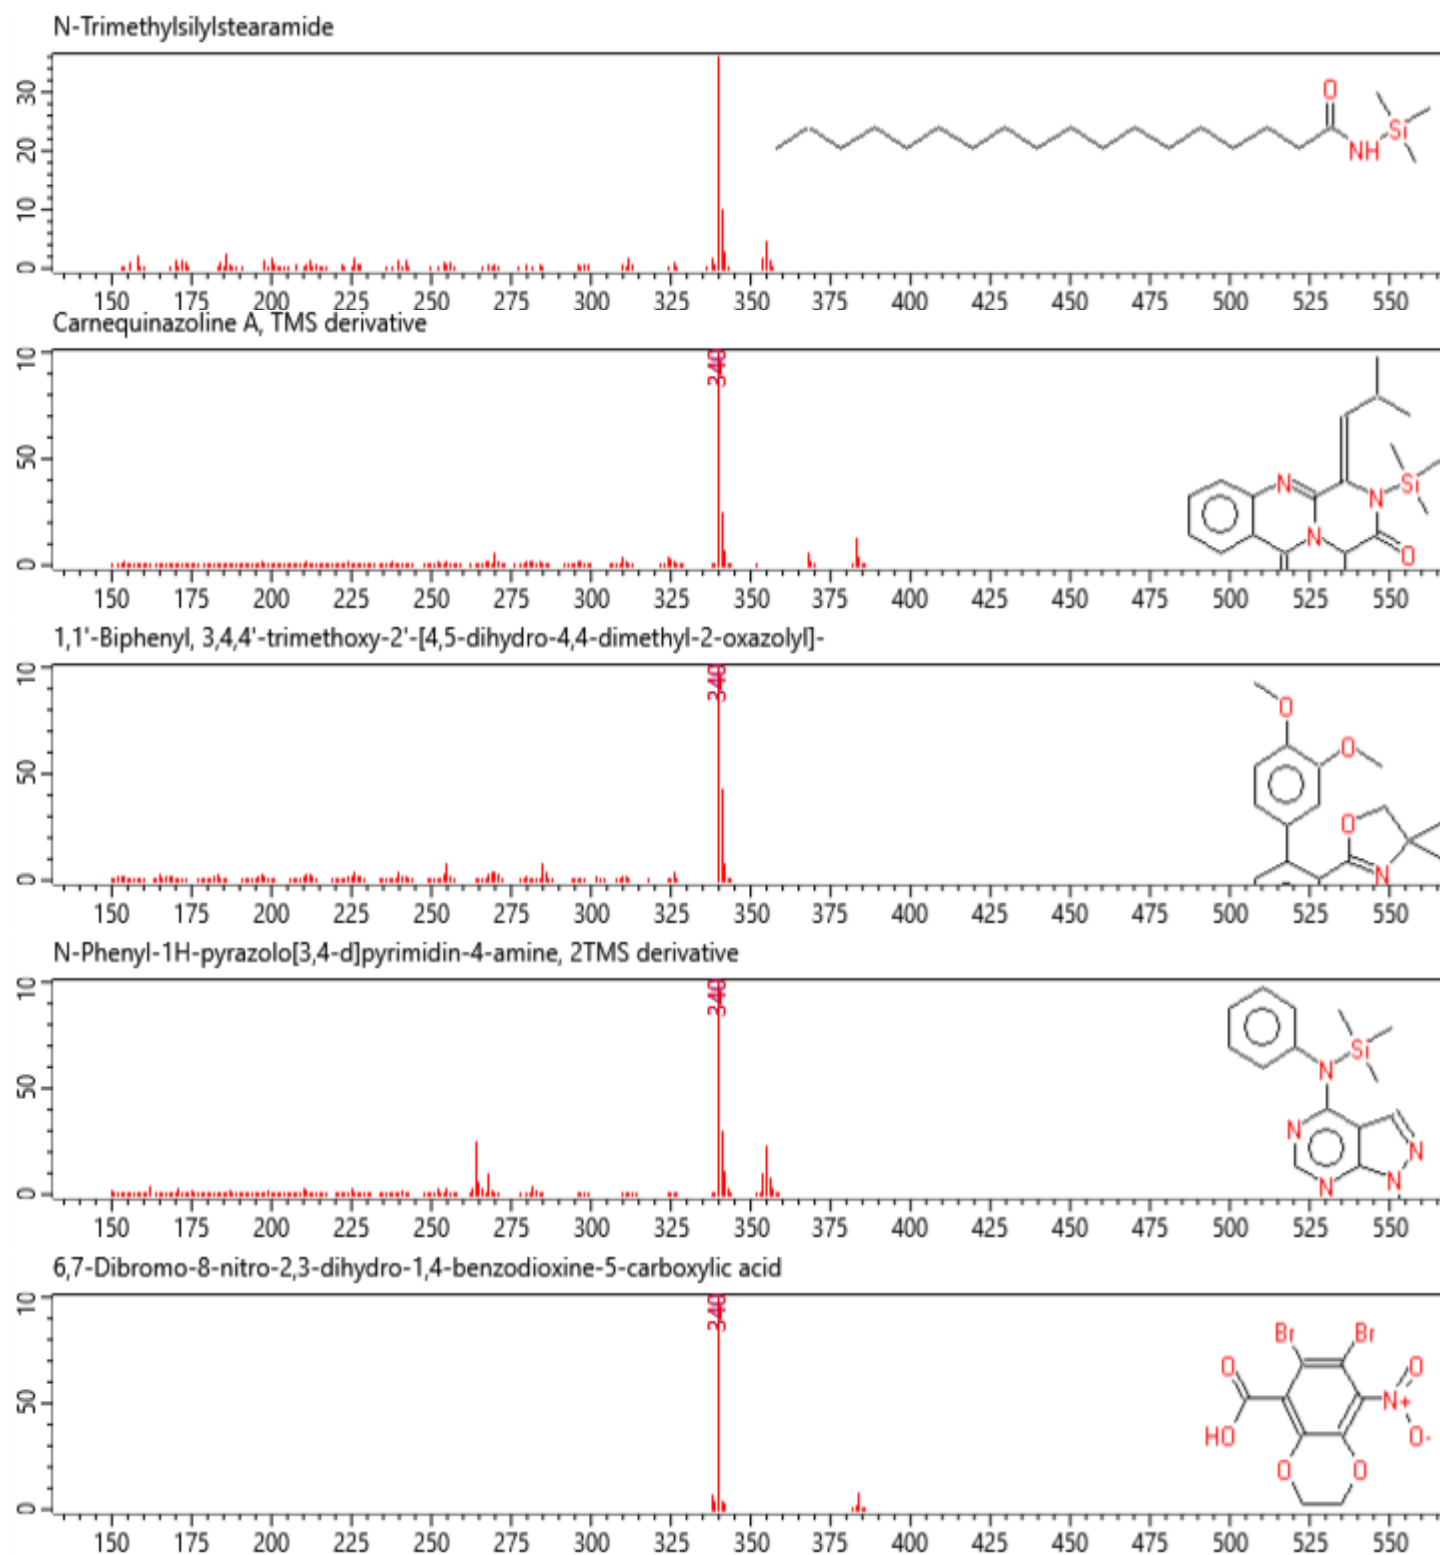 N-Trimethylsilylstearamide
30
20
10
0
O
Si
NH
150 175 200 225 250 275 300 325 350 375 400 425 450 475 500 525 550
Carnequinazoline A, TMS derivative
10
50
0
340
N
Si
N
N
O
150 175 200 225 250 275 300 325 350 375 400 425 450 475 500 525 550
1,1'-Biphenyl, 3,4,4'-trimethoxy-2'-[4,5-dihydro-4,4-dimethyl-2-oxazolyl]-
10
50
0
340
O
O
O
N
150 175 200 225 250 275 300 325 350 375 400 425 450 475 500 525 550
N-Phenyl-1H-pyrazolo[3,4-d]pyrimidin-4-amine, 2TMS derivative
10
50
0
340
Si
N
N
N
N
N
150 175 200 225 250 275 300 325 350 375 400 425 450 475 500 525 550
6,7-Dibromo-8-nitro-2,3-dihydro-1,4-benzodioxine-5-carboxylic acid
10
50
0
340
Br Br
O O
N+
HO O-
O O
150 175 200 225 250 275 300 325 350 375 400 425 450 475 500 525 550